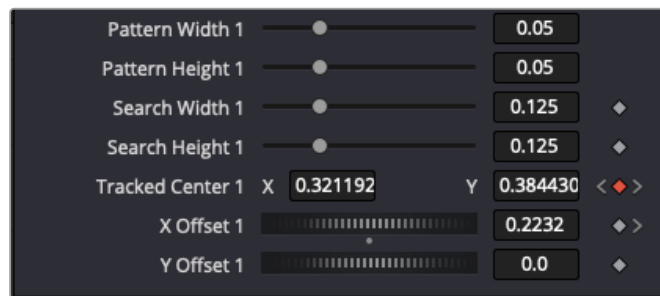 Pattern Width 1 0.05
Pattern Height 1 0.05
Search Width 1 0.125
Search Height 1 0.125
Tracked Center 1 X 0.321192 Y 0.384430
X Offset 1 0.2232
Y Offset 1 0.0